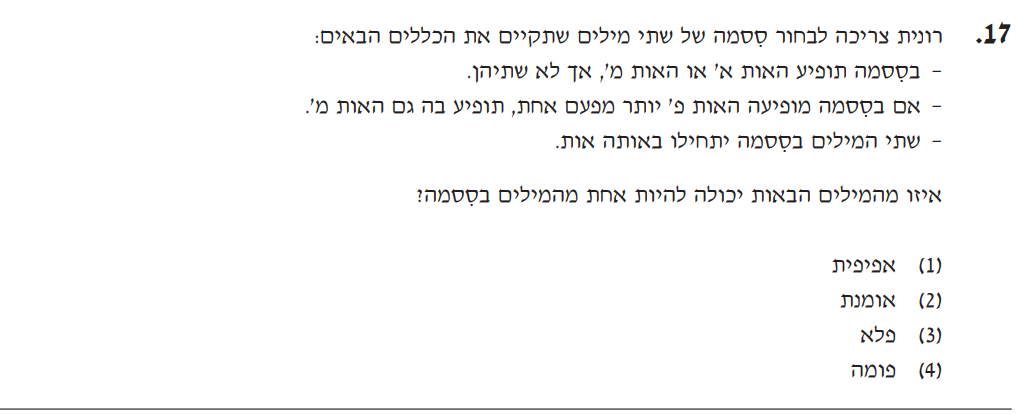 17. רונית צריכה לבחור סִסמה של שתי מילים שתקיים את הכללים הבאים:
- בסִסמה תופיע האות א' או האות מ', אך לא שתיהן.
- אם בסִסמה מופיעה האות פ' יותר מפעם אחת, תופיע בה גם האות מ'.
- שתי המילים בסִסמה יתחילו באותה אות.
איזו מהמילים הבאות יכולה להיות אחת מהמילים בסִסמה?
(1) אפיפית
(2) אומנת
(3) פלא
(4) פומה